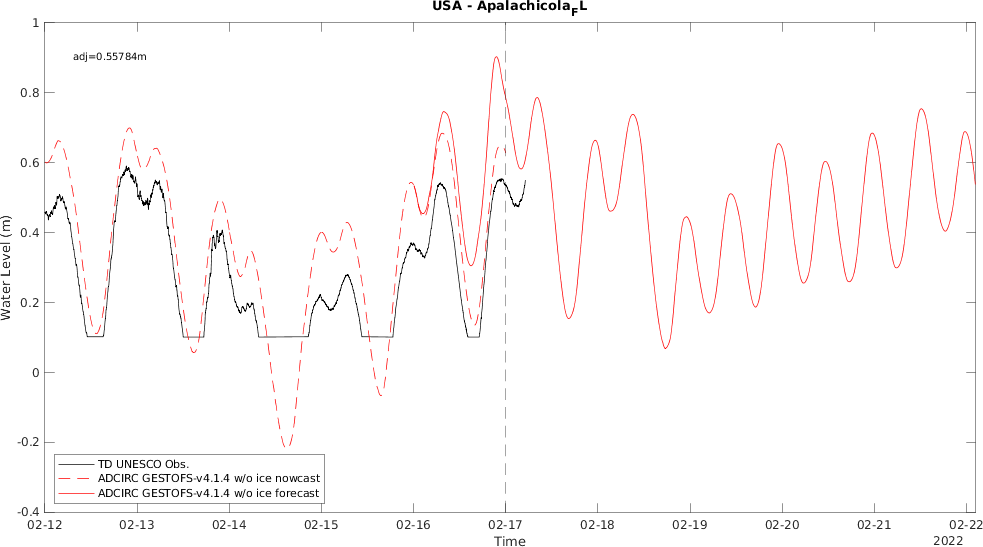 USA - Apalachicola_FL
adj=0.55784m
1
0.8
0.6
0.4
0.2
0
-0.2
-0.4
Water Level (m)
TD UNESCO Obs.
ADCIRC GESTOFS-v4.1.4 w/o ice nowcast
ADCIRC GESTOFS-v4.1.4 w/o ice forecast
02-12 02-13 02-14 02-15 02-16 02-17 02-18 02-19 02-20 02-21 02-22
Time
2022